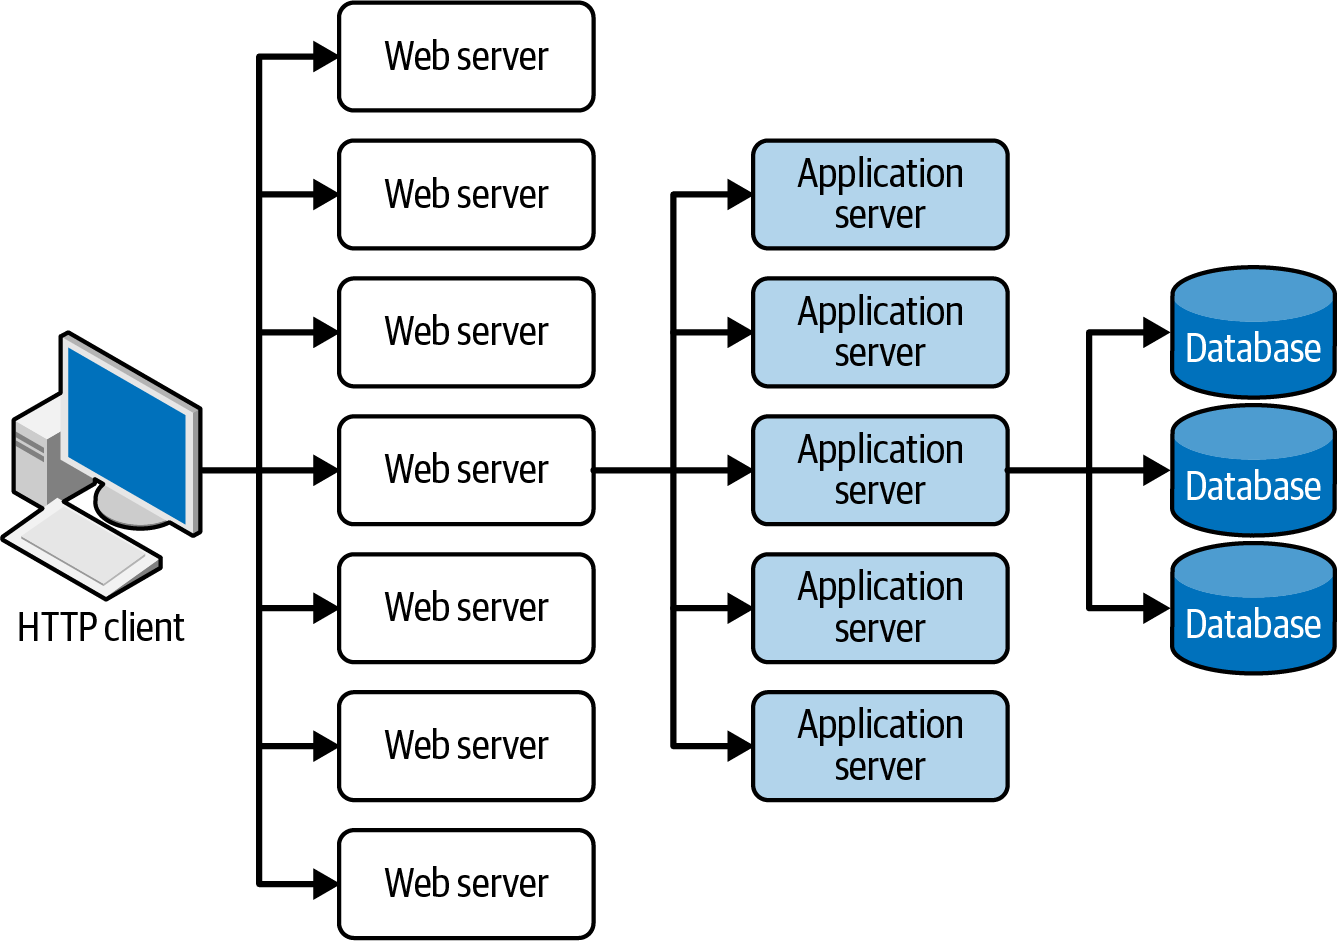 HTTP client
Web server
Web server
Web server
Web server
Web server
Web server
Web server
Application
server
Application
server
Application
server
Application
server
Application
server
Database
Database
Database